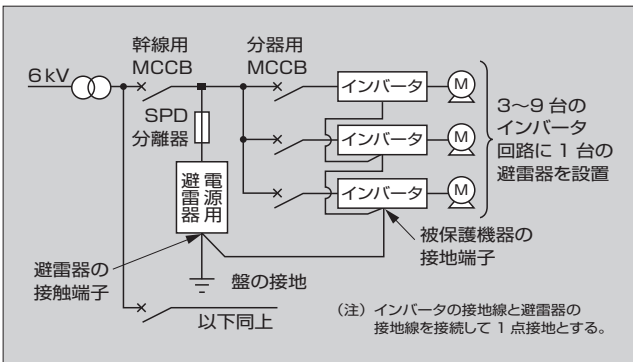 幹線用
MCCB
分器用
MCCB
6kV
インバータ
M
SPD
分離器
3〜9台の
インバータ
回路に1台の
避雷器を設置
インバータ
M
電源用
避雷器
インバータ
M
被保護機器の
接地端子
避雷器の
接触端子
盤の接地
以下同上
(注) インバータの接地線と避雷器の
接地線を接続して1点接地とする。